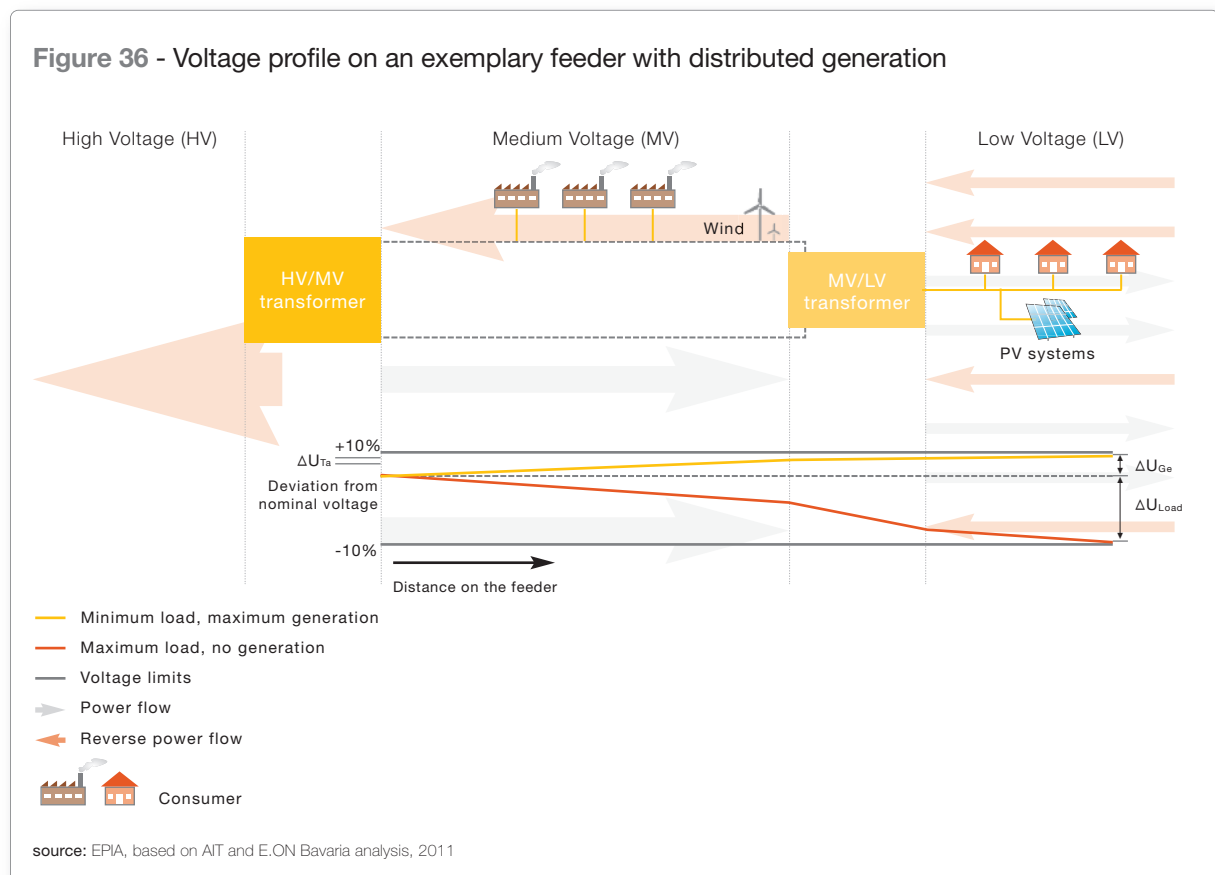 Figure 36 - Voltage profile on an exemplary feeder with distributed generation
High Voltage (HV)
Medium Voltage (MV)
Low Voltage (LV)
Wind
HV/MV
transformer
MV/LV
transformer
PV systems
+10%
ΔUTa
Deviation from
nominal voltage
-10%
ΔUGe
ΔULoad
Distance on the feeder
Minimum load, maximum generation
Maximum load, no generation
Voltage limits
Power flow
Reverse power flow
Consumer
source: EPIA, based on AIT and E.ON Bavaria analysis, 2011